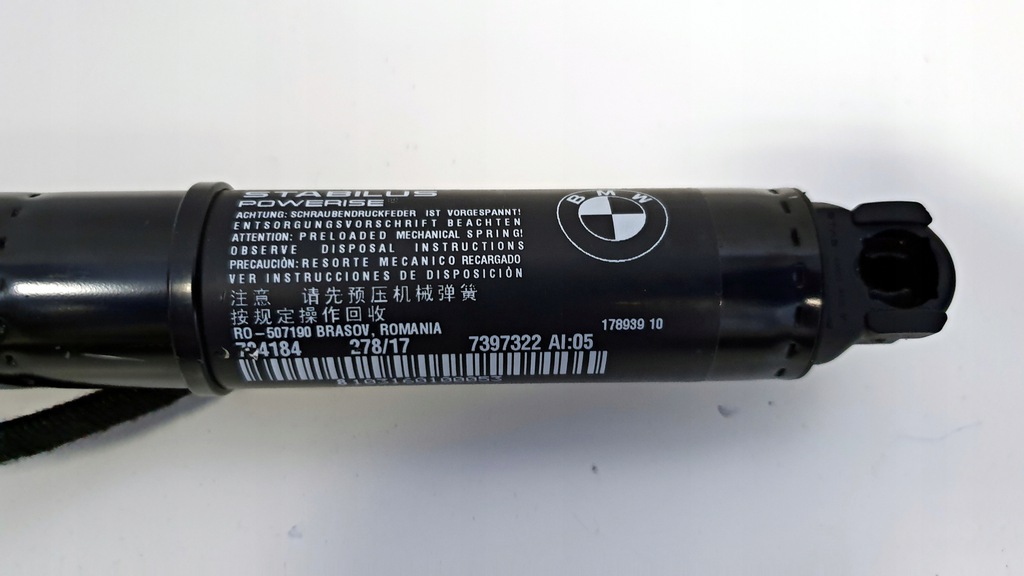 STABILUS
POWERISE
ACHTUNG: SCHRAUBENDRUCKFEDER IST VORGESPANNT!
ENTSORGUNGSVORSCHRIFT BEACHTEN
ATTENTION: PRELOADED MECHANICAL SPRING!
OBSERVE DISPOSAL INSTRUCTIONS
PRECAUCIÓN: RESORTE MECANICO RECARGADO
VER INSTRUCCIONES DE DISPOSICIÒN
注意 请先预压机械弹簧
按规定操作回收
RO-507190 BRASOV, ROMANIA
734184 278/17 7397322 AI:05
178939 10
BMW